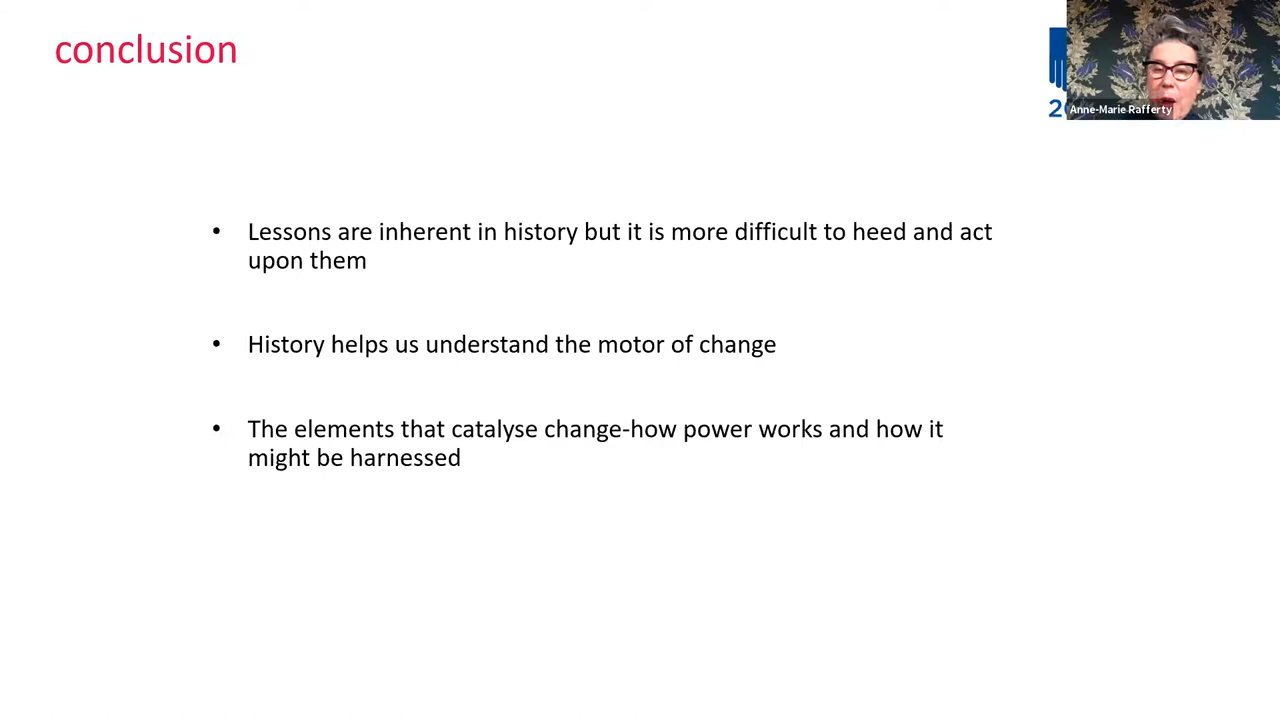 conclusion
20
Anne-Marie Rafferty
• Lessons are inherent in history but it is more difficult to heed and act
upon them
• History helps us understand the motor of change
• The elements that catalyse change-how power works and how it
might be harnessed